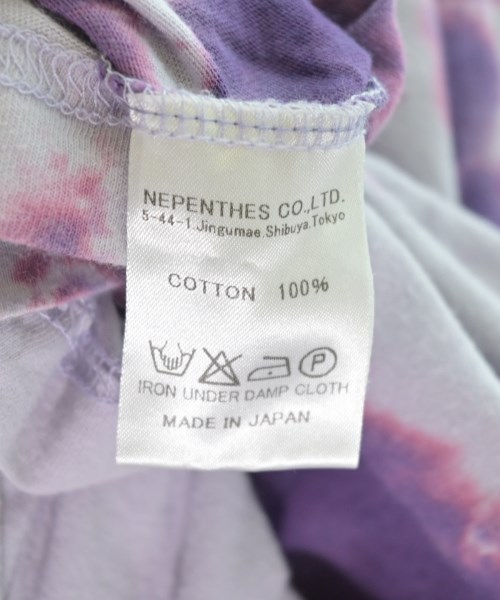 NEPENTHES CO.,LTD.
5-44-1.Jingumae.Shibuya.Tokyo
COTTON 100%
P
IRON UNDER DAMP CLOTH
MADE IN JAPAN